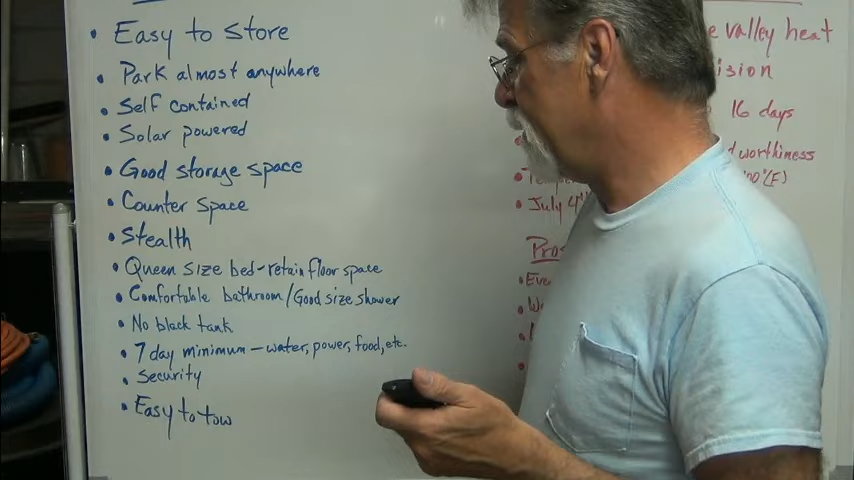 • Easy to store
• Park almost anywhere
• Self contained
• Solar powered
• Good storage space
• Counter space
• Stealth
• Queen size bed-retain floor space
• Comfortable bathroom/Good size shower
• No black tank
• 7 day minimum - water, power, food, etc.
• Security
• Easy to tow
valley heat
16 days
worthiness
• July 4th